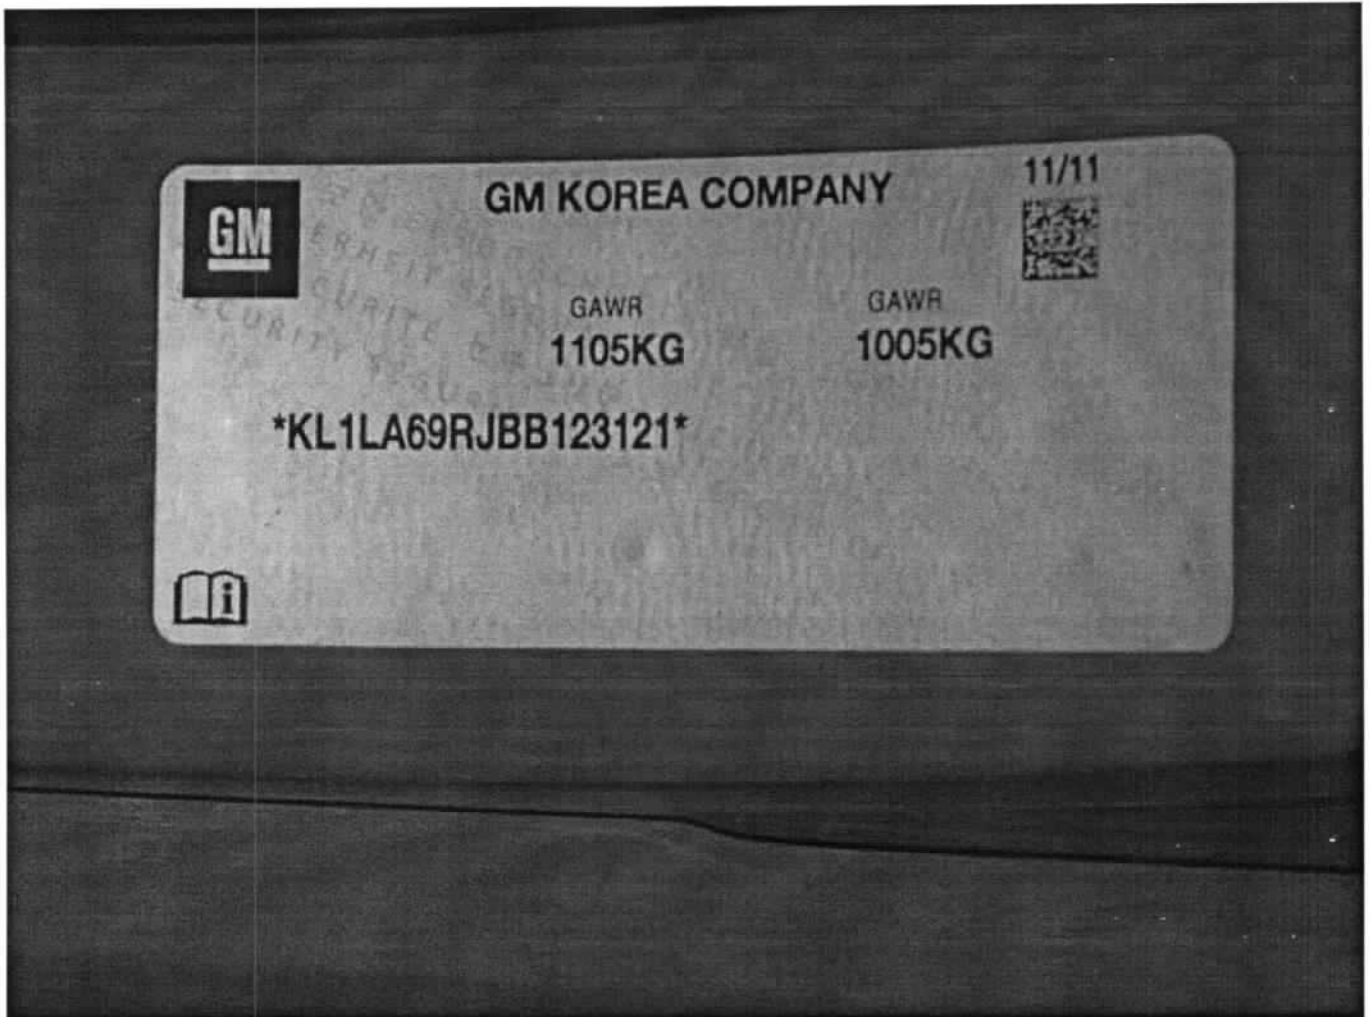 GM
GM KOREA COMPANY
11/11
GAWR
1105KG
GAWR
1005KG
*KL1LA69RJBB123121*
i